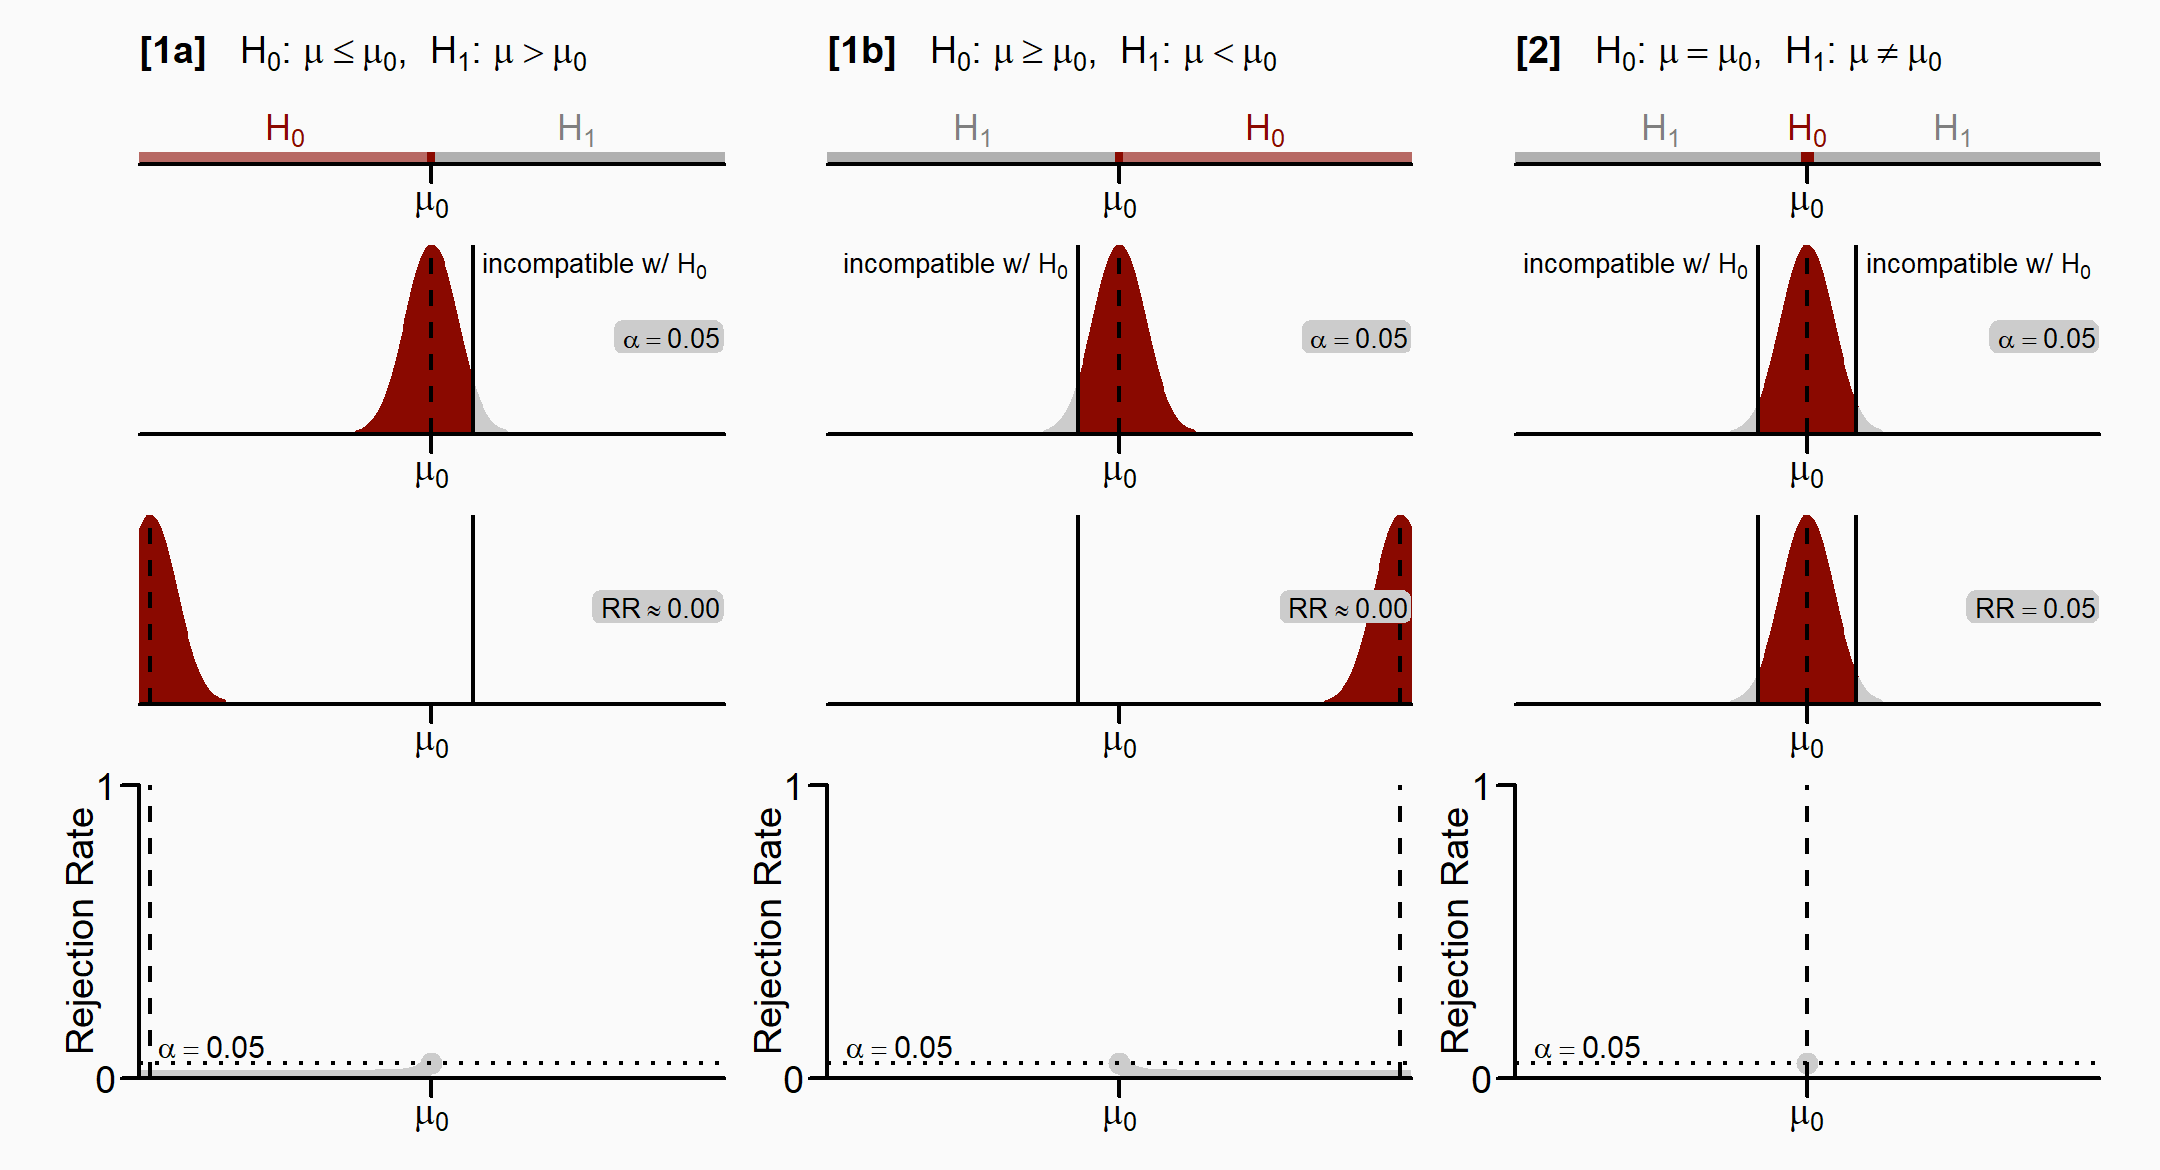 [1a] H₀: μ ≤ μ₀, H₁: μ > μ₀
H₀ H₁
μ₀
incompatible w/ H₀
α = 0.05
μ₀
RR ≈ 0.00
μ₀
1
Rejection Rate
α = 0.05
0
μ₀
[1b] H₀: μ ≥ μ₀, H₁: μ < μ₀
H₁ H₀
μ₀
incompatible w/ H₀
α = 0.05
μ₀
RR ≈ 0.00
μ₀
1
Rejection Rate
α = 0.05
0
μ₀
[2] H₀: μ = μ₀, H₁: μ ≠ μ₀
H₁ H₀ H₁
μ₀
incompatible w/ H₀ incompatible w/ H₀
α = 0.05
μ₀
RR = 0.05
μ₀
1
Rejection Rate
α = 0.05
0
μ₀